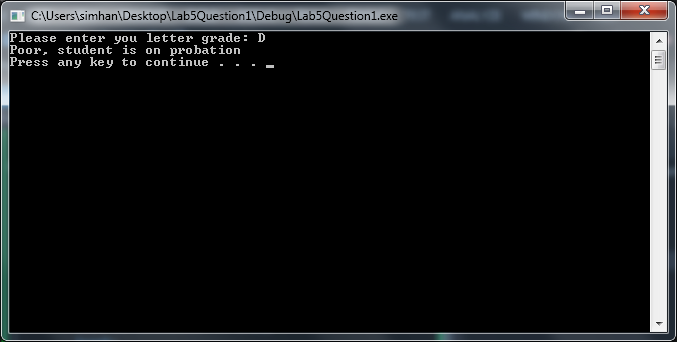 C:\Users\simhan\Desktop\Lab5Question1\Debug\Lab5Question1.exe
Please enter you letter grade: D
Poor, student is on probation
Press any key to continue . . . _